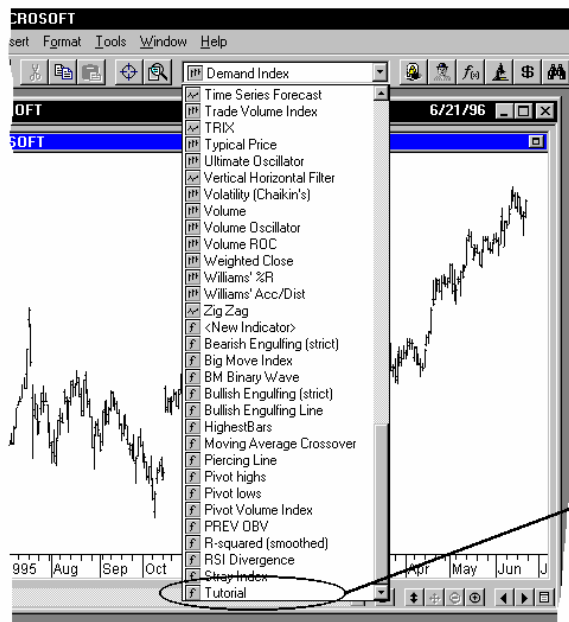 CROSOFT
sert Format Tools Window Help
Demand Index
f(x) $
OFT 6/21/96
SOFT
Time Series Forecast
Trade Volume Index
TRIX
Typical Price
Ultimate Oscillator
Vertical Horizontal Filter
Volatility (Chaikin's)
Volume
Volume Oscillator
Volume ROC
Weighted Close
Williams' %R
Williams' Acc/Dist
Zig Zag
f <New Indicator>
f Bearish Engulfing (strict)
f Big Move Index
f BM Binary Wave
f Bullish Engulfing (strict)
f Bullish Engulfing Line
f HighestBars
f Moving Average Crossover
f Piercing Line
f Pivot highs
f Pivot lows
f Pivot Volume Index
f PREV OBV
f R-squared (smoothed)
f RSI Divergence
f Stray Index
f Tutorial
995 Aug Sep Oct Apr May Jun J